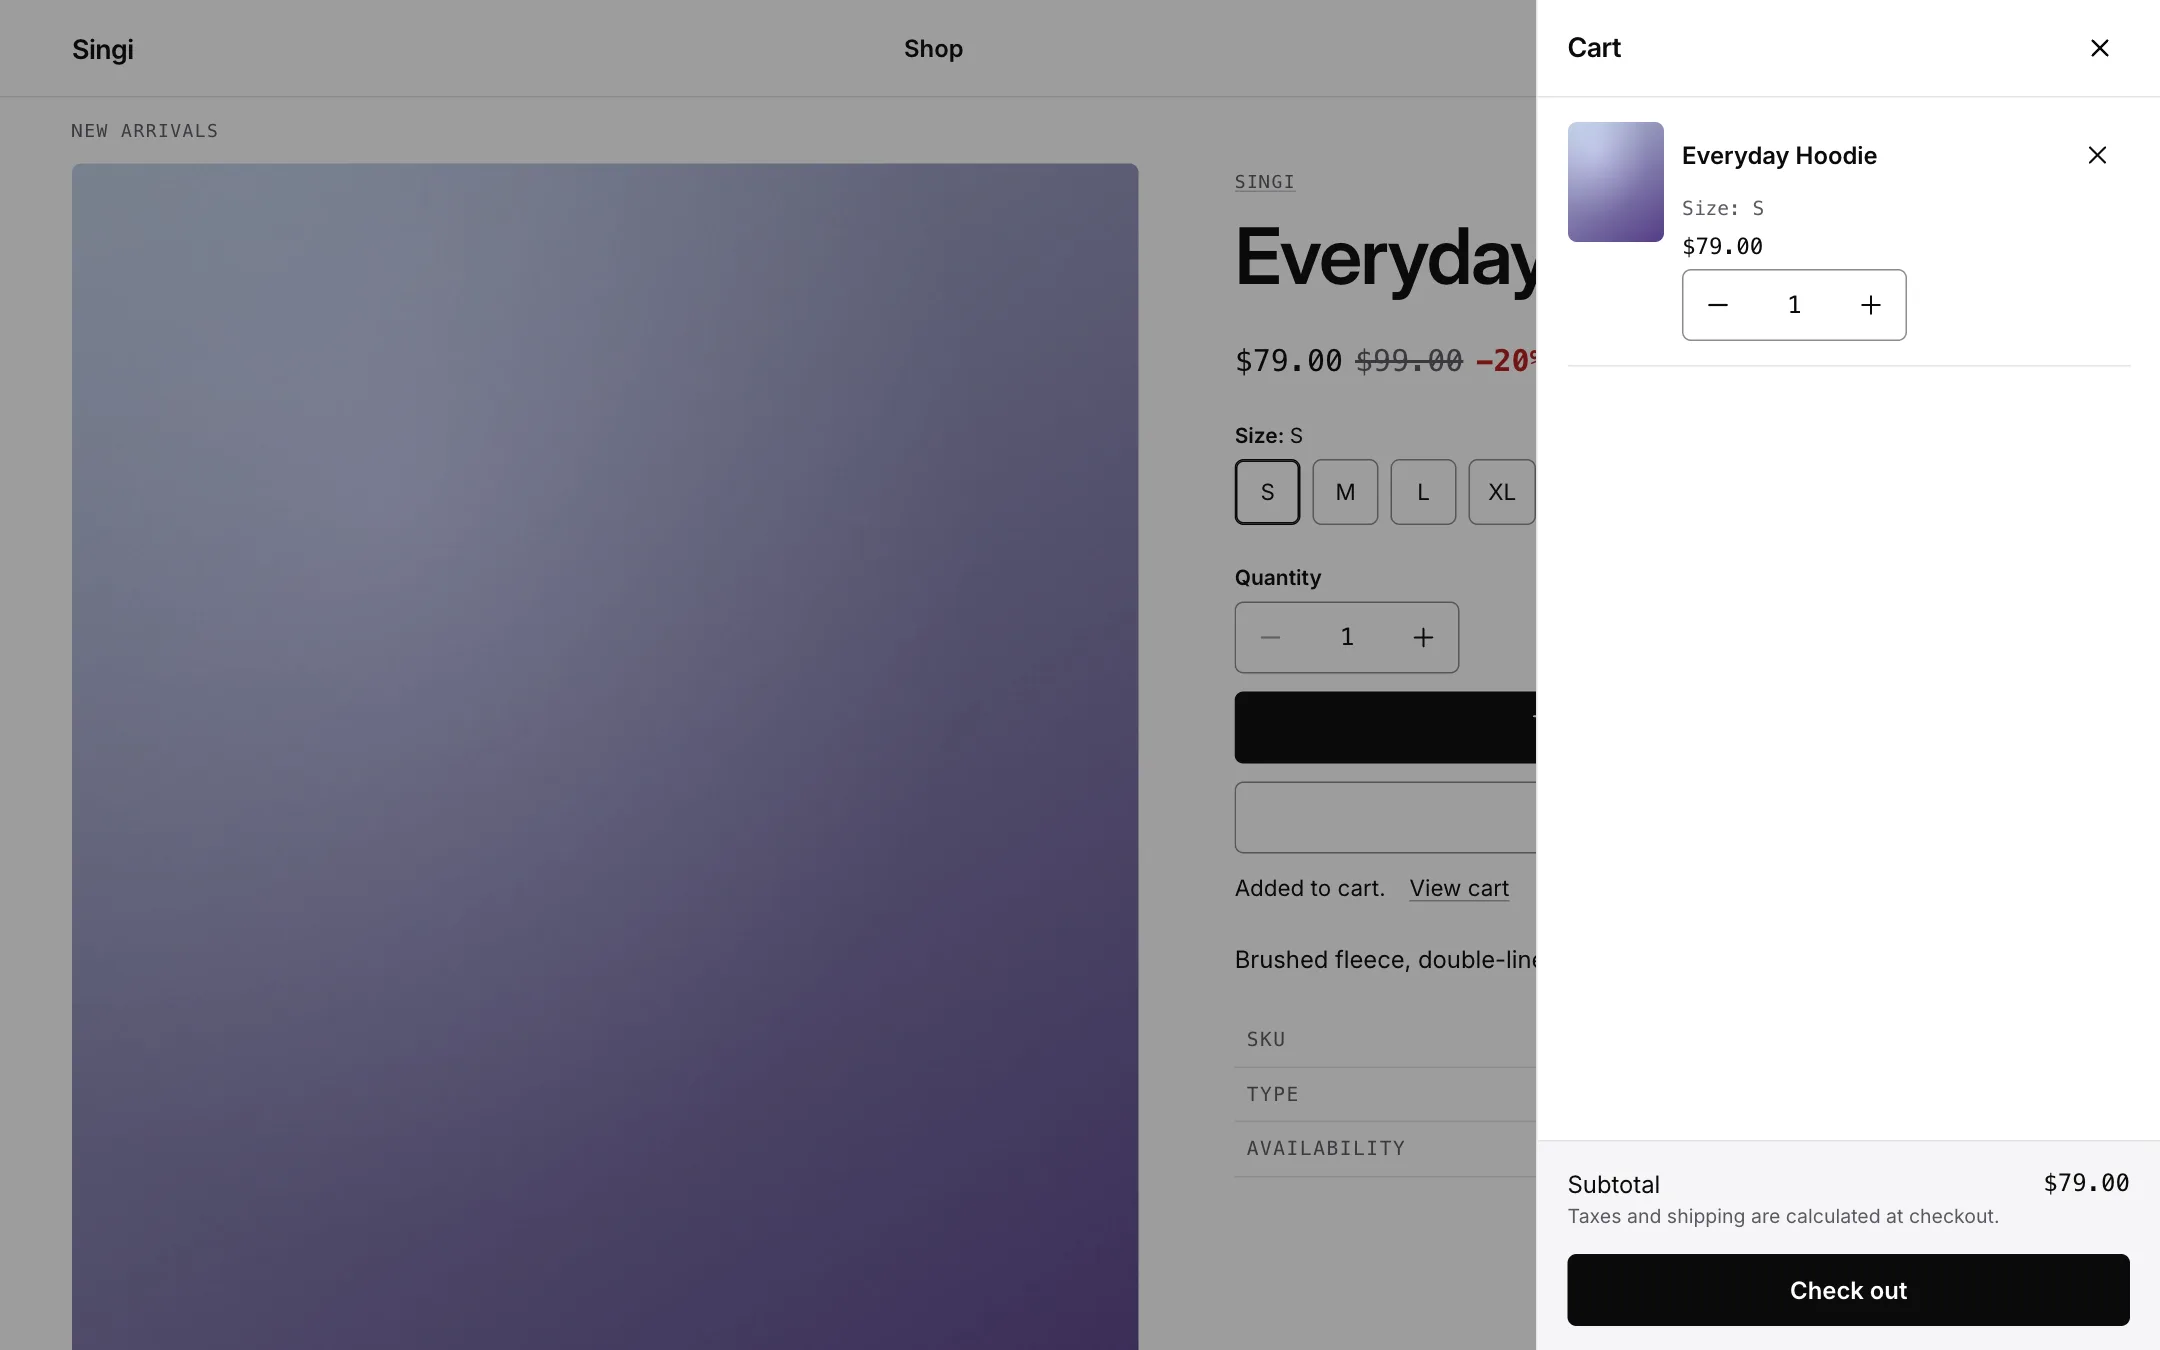 Singi
Shop
NEW ARRIVALS
SINGI
Everyday
$79.00 $99.00 −20%
Size: S
S M L XL
Quantity
1
Added to cart. View cart
Brushed fleece,
SKU
TYPE
AVAILABILITY
Cart
Everyday Hoodie
Size: S
$79.00
1
Subtotal $79.00
Taxes and shipping are calculated at checkout.
Check out